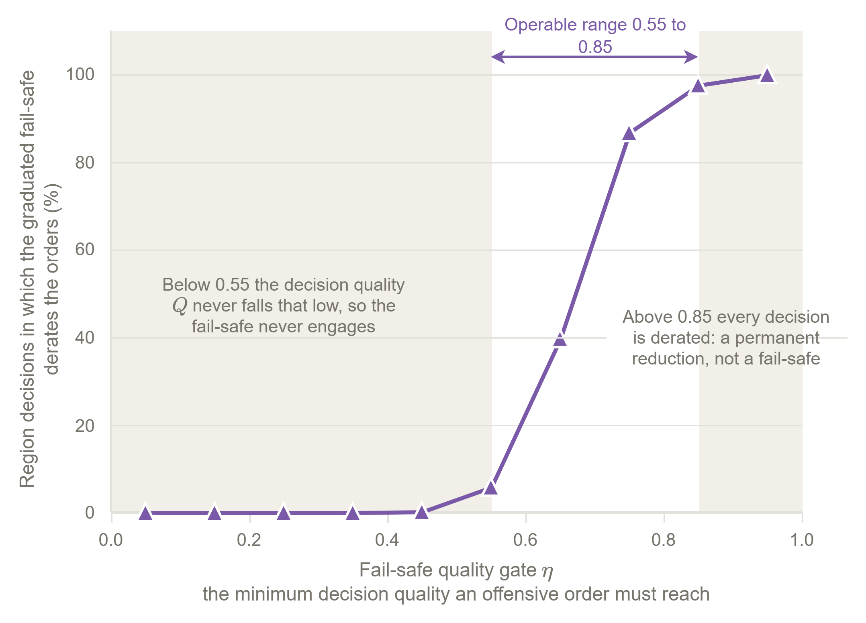 Operable range 0.55 to
0.85
Region decisions in which the graduated fail-safe
derates the orders (%)
100
80
60
40
20
0
Below 0.55 the decision quality
Q never falls that low, so the
fail-safe never engages
Above 0.85 every decision
is derated: a permanent
reduction, not a fail-safe
0.0 0.2 0.4 0.6 0.8 1.0
Fail-safe quality gate η
the minimum decision quality an offensive order must reach